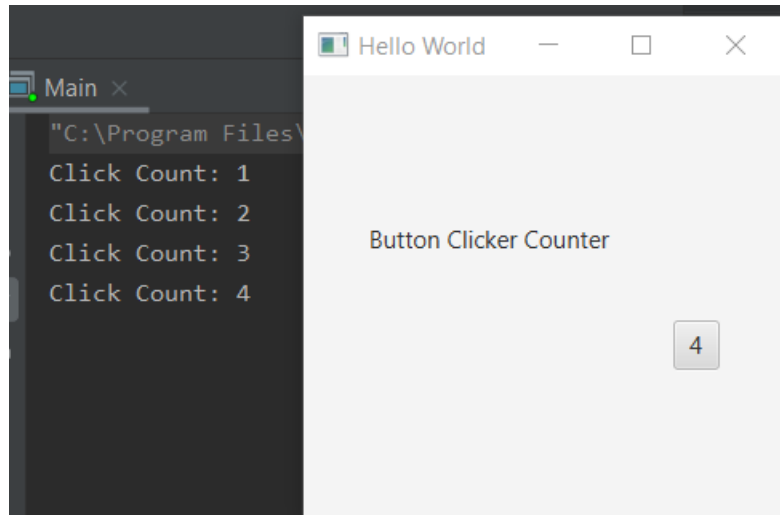 Main
"C:\Program Files\
Click Count: 1
Click Count: 2
Click Count: 3
Click Count: 4
Hello World
Button Clicker Counter
4